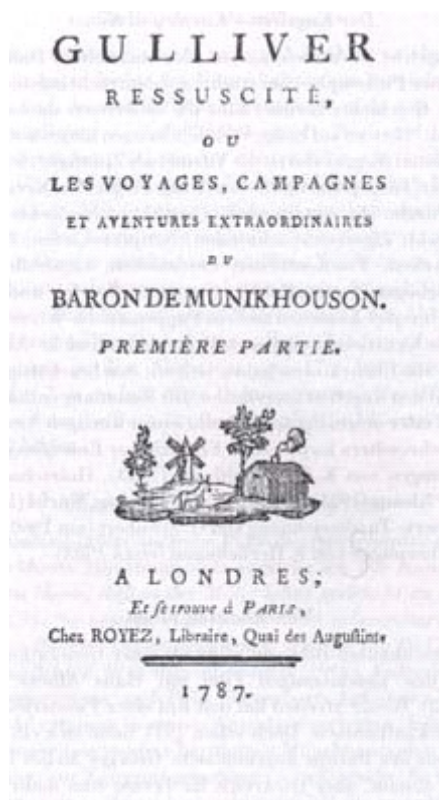 GULLIVER
RESSUSCITÉ,
OU
LES VOYAGES, CAMPAGNES
ET AVENTURES EXTRAORDINAIRES
DU
BARON DE MUNIKHOUSON.
PREMIÈRE PARTIE.
A LONDRES,
Et se trouve à PARIS,
Chez ROYEZ, Libraire, Quai des Augustins
1787.